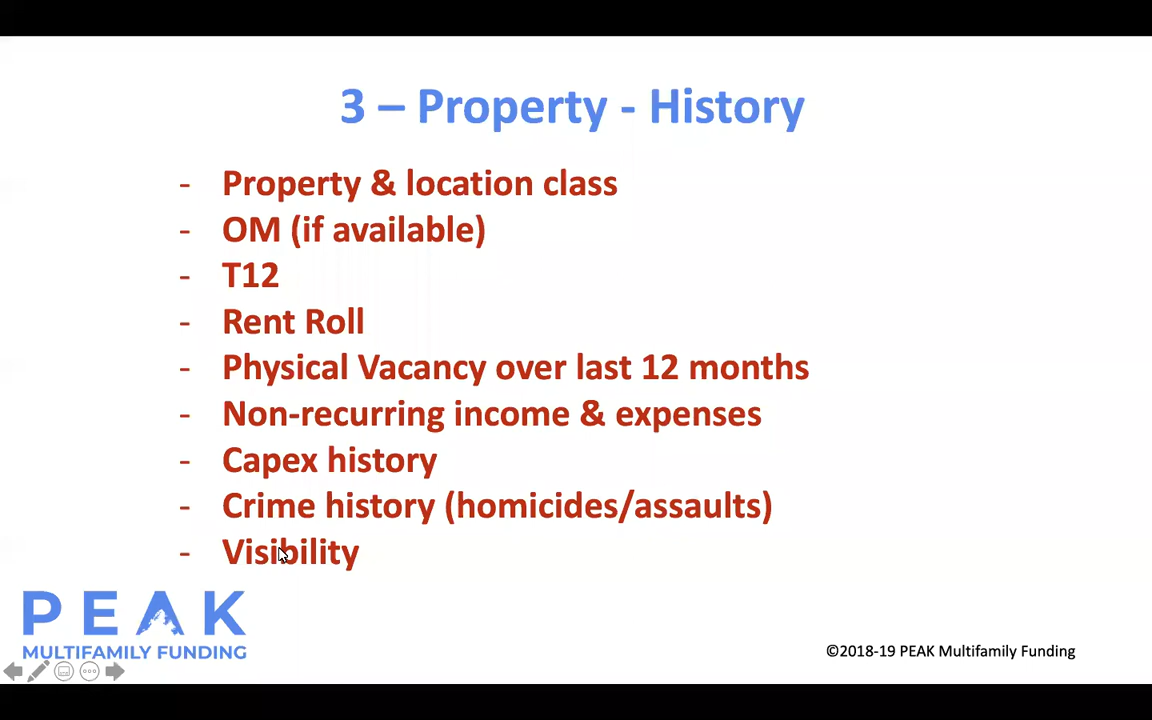 3 – Property - History
- Property & location class
- OM (if available)
- T12
- Rent Roll
- Physical Vacancy over last 12 months
- Non-recurring income & expenses
- Capex history
- Crime history (homicides/assaults)
- Visibility
PEAK
MULTIFAMILY FUNDING
©2018-19 PEAK Multifamily Funding